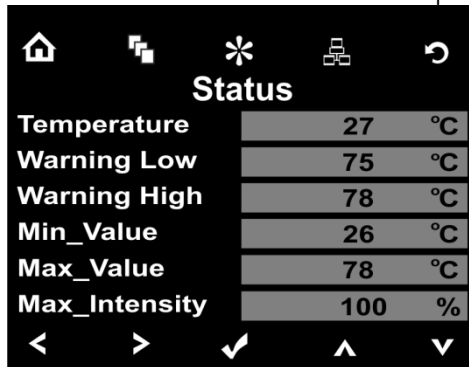 Status
Temperature 27 °C
Warning Low 75 °C
Warning High 78 °C
Min_Value 26 °C
Max_Value 78 °C
Max_Intensity 100 %